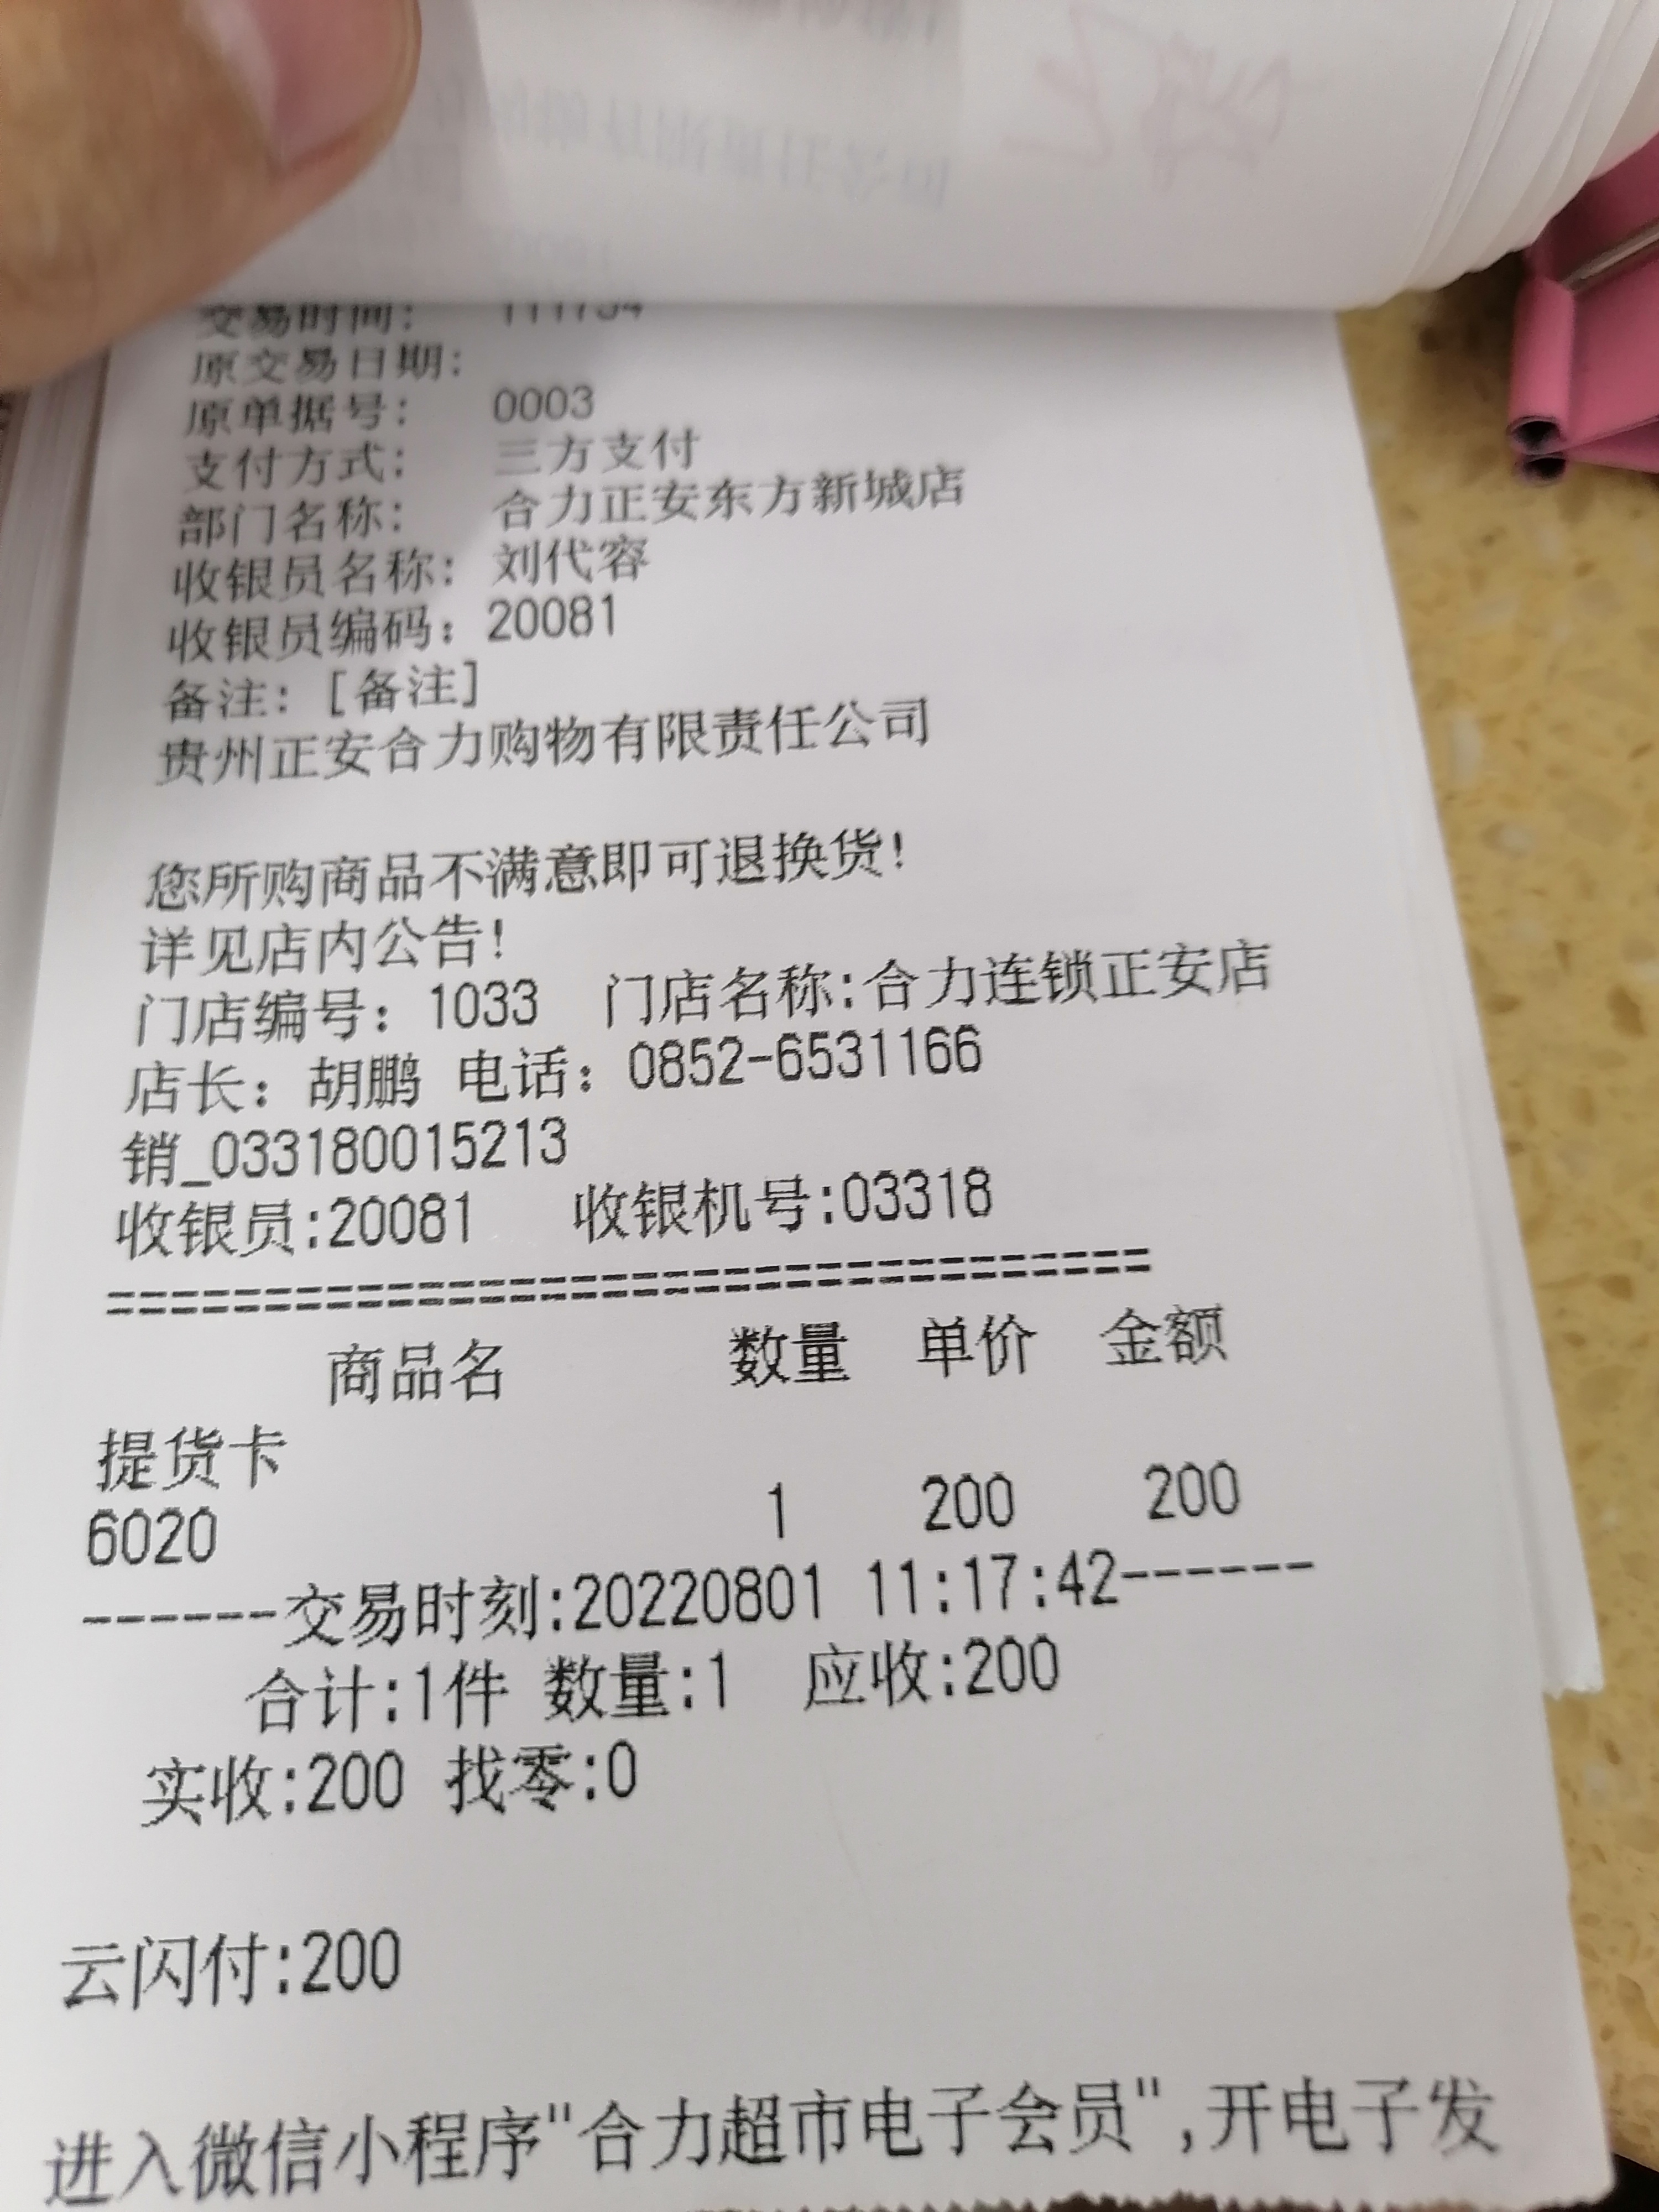 交易时间: 111734
原交易日期:
原单据号: 0003
支付方式: 三方支付
部门名称: 合力正安东方新城店
收银员名称: 刘代容
收银员编码: 20081
备注: [备注]
贵州正安合力购物有限责任公司
您所购商品不满意即可退换货!
详见店内公告!
门店编号: 1033 门店名称:合力连锁正安店
店长: 胡鹏 电话: 0852-6531166
销_033180015213
收银员:20081 收银机号:03318
==================================
商品名 数量 单价 金额
提货卡
6020 1 200 200
------交易时刻:20220801 11:17:42------
合计:1件 数量:1 应收:200
实收:200 找零:0
云闪付:200
进入微信小程序"合力超市电子会员",开电子发